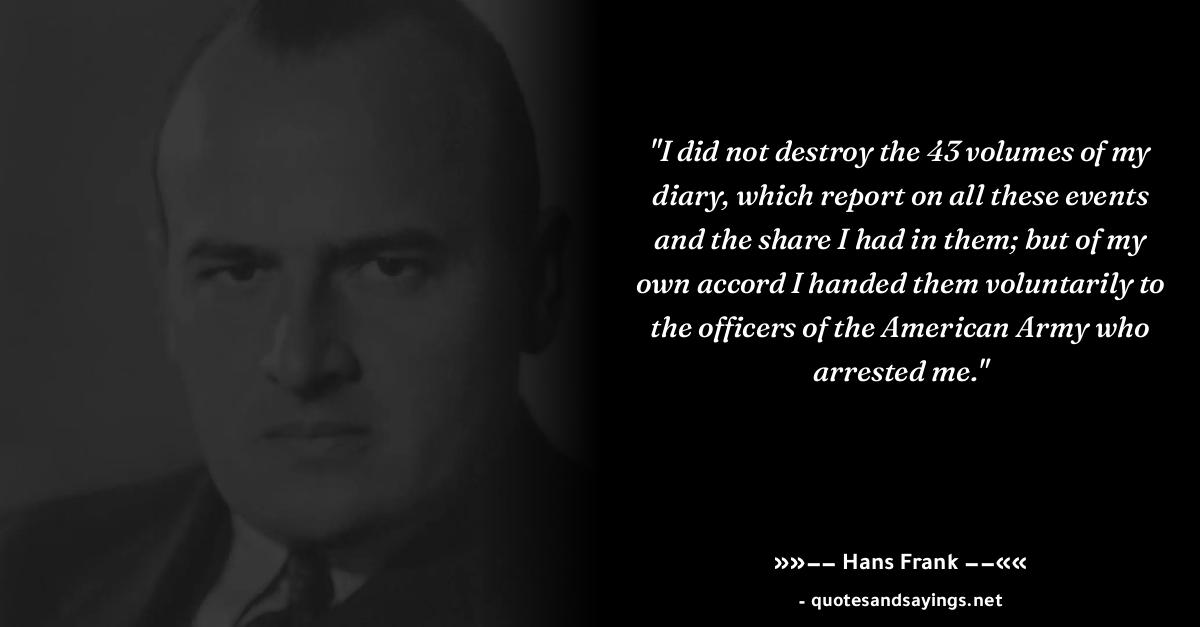 "I did not destroy the 43 volumes of my
diary, which report on all these events
and the share I had in them; but of my
own accord I handed them voluntarily to
the officers of the American Army who
arrested me."
»»−− Hans Frank −−««
- quotesandsayings.net